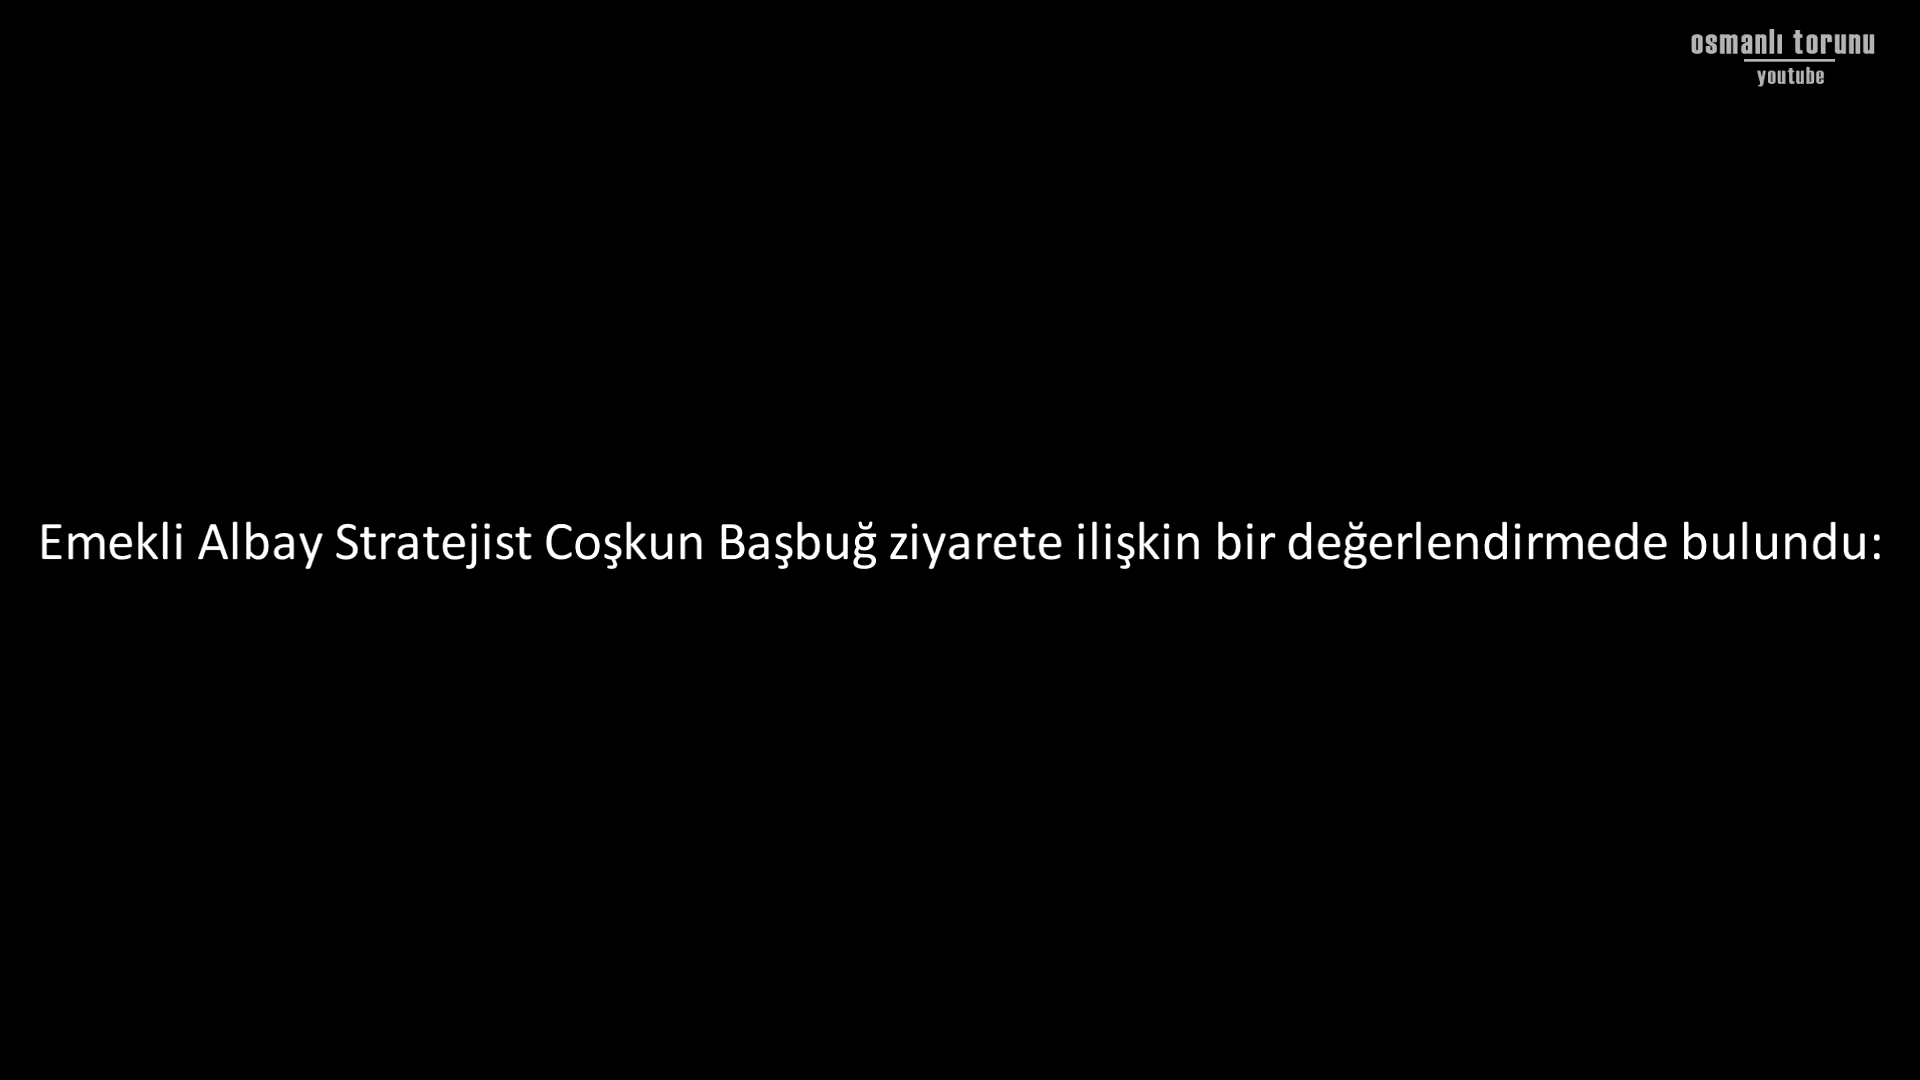 osmanlı torunu
youtube
Emekli Albay Stratejist Coşkun Başbuğ ziyarete ilişkin bir değerlendirmede bulundu: